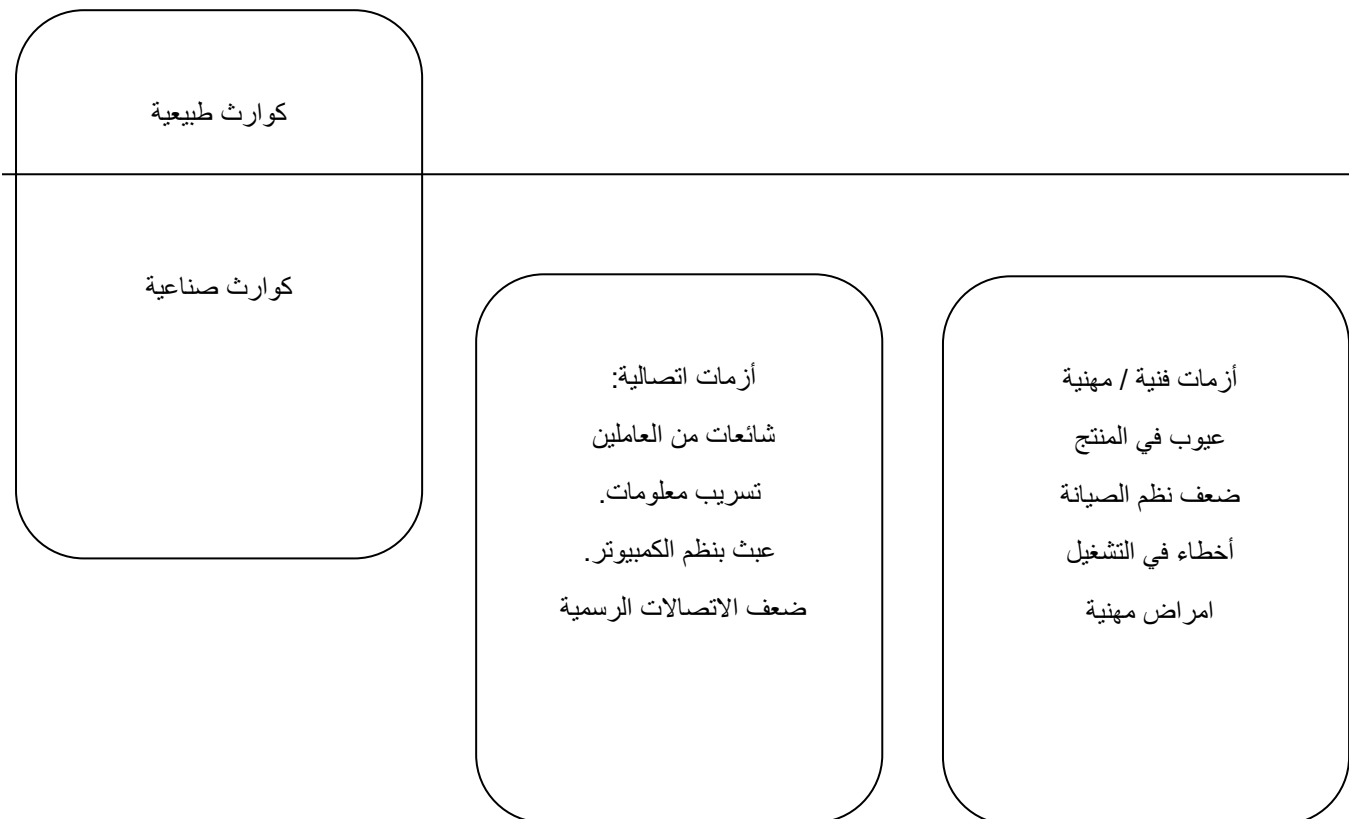 كوارث طبيعية
كوارث صناعية
أزمات فنية / مهنية
عيوب في المنتج
ضعف نظم الصيانة
أخطاء في التشغيل
امراض مهنية
أزمات اتصالية:
شائعات من العاملين
تسريب معلومات.
عبث بنظم الكمبيوتر.
ضعف الاتصالات الرسمية